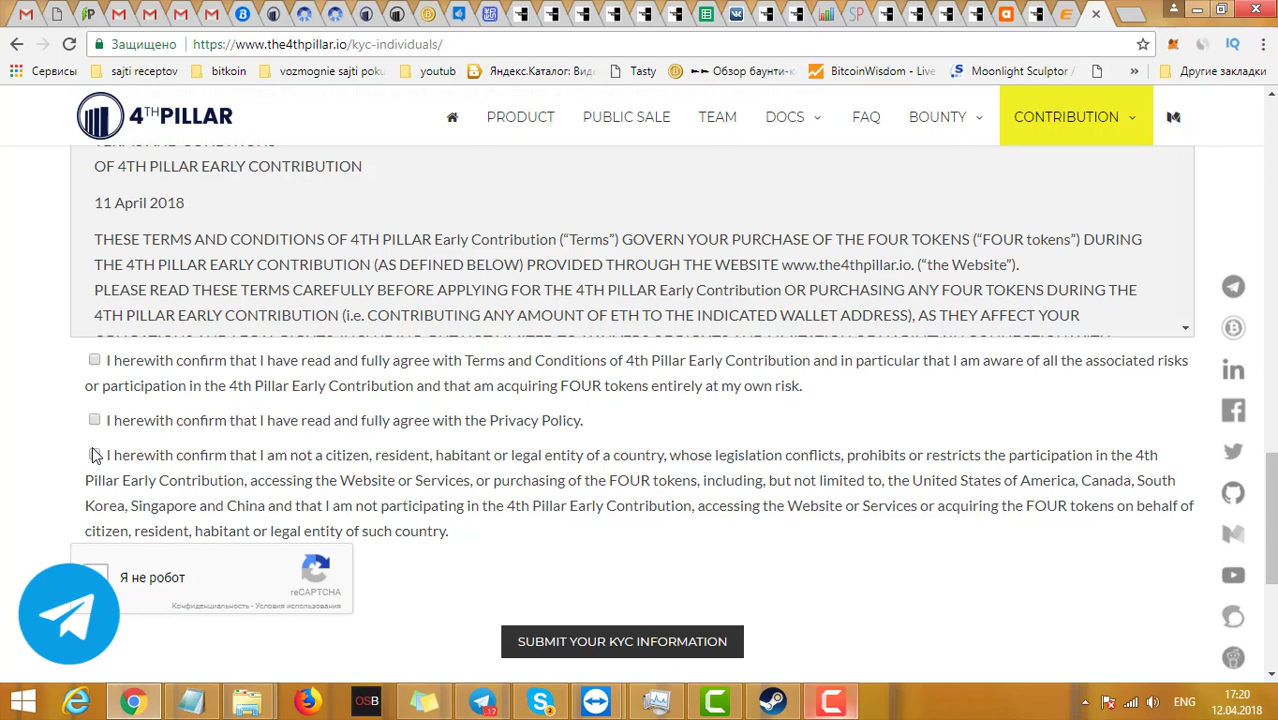 Защищено
https://www.the4thpillar.io/kyc-individuals/
Сервисы
sajti receptov
bitkoin
vozmognie sajti poku
youtub
Яндекс.Каталог: Вид
Tasty
Обзор баунти-к
BitcoinWisdom - Live
Moonlight Sculptor /
»
Другие закладки
4TH PILLAR
PRODUCT
PUBLIC SALE
TEAM
DOCS
FAQ
BOUNTY
CONTRIBUTION
OF 4TH PILLAR EARLY CONTRIBUTION
11 April 2018
THESE TERMS AND CONDITIONS OF 4TH PILLAR Early Contribution (“Terms”) GOVERN YOUR PURCHASE OF THE FOUR TOKENS (“FOUR tokens”) DURING
THE 4TH PILLAR EARLY CONTRIBUTION (AS DEFINED BELOW) PROVIDED THROUGH THE WEBSITE www.the4thpillar.io. (“the Website”).
PLEASE READ THESE TERMS CAREFULLY BEFORE APPLYING FOR THE 4TH PILLAR Early Contribution OR PURCHASING ANY FOUR TOKENS DURING THE
4TH PILLAR EARLY CONTRIBUTION (i.e. CONTRIBUTING ANY AMOUNT OF ETH TO THE INDICATED WALLET ADDRESS), AS THEY AFFECT YOUR
I herewith confirm that I have read and fully agree with Terms and Conditions of 4th Pillar Early Contribution and in particular that I am aware of all the associated risks
or participation in the 4th Pillar Early Contribution and that am acquiring FOUR tokens entirely at my own risk.
I herewith confirm that I have read and fully agree with the Privacy Policy.
I herewith confirm that I am not a citizen, resident, habitant or legal entity of a country, whose legislation conflicts, prohibits or restricts the participation in the 4th
Pillar Early Contribution, accessing the Website or Services, or purchasing of the FOUR tokens, including, but not limited to, the United States of America, Canada, South
Korea, Singapore and China and that I am not participating in the 4th Pillar Early Contribution, accessing the Website or Services or acquiring the FOUR tokens on behalf of
citizen, resident, habitant or legal entity of such country.
Я не робот
reCAPTCHA
Конфиденциальность - Условия использования
SUBMIT YOUR KYC INFORMATION
OSB
17
ENG
17:20
12.04.2018